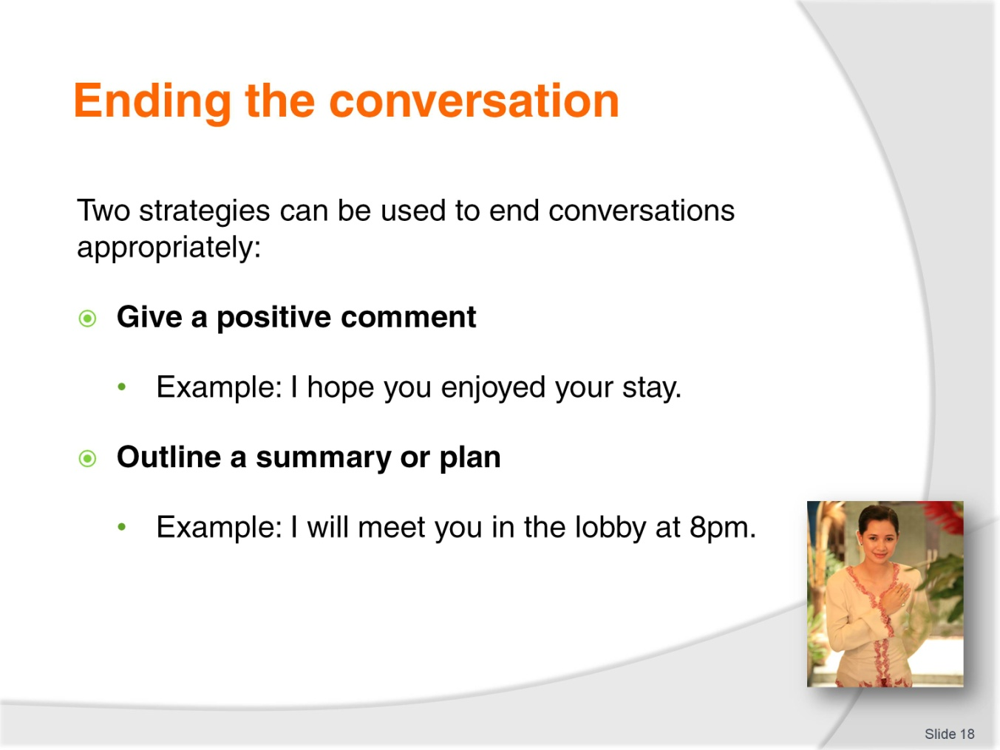 Ending the conversation
Two strategies can be used to end conversations
appropriately:
Give a positive comment
• Example: I hope you enjoyed your stay.
Outline a summary or plan
• Example: I will meet you in the lobby at 8pm.
Slide 18